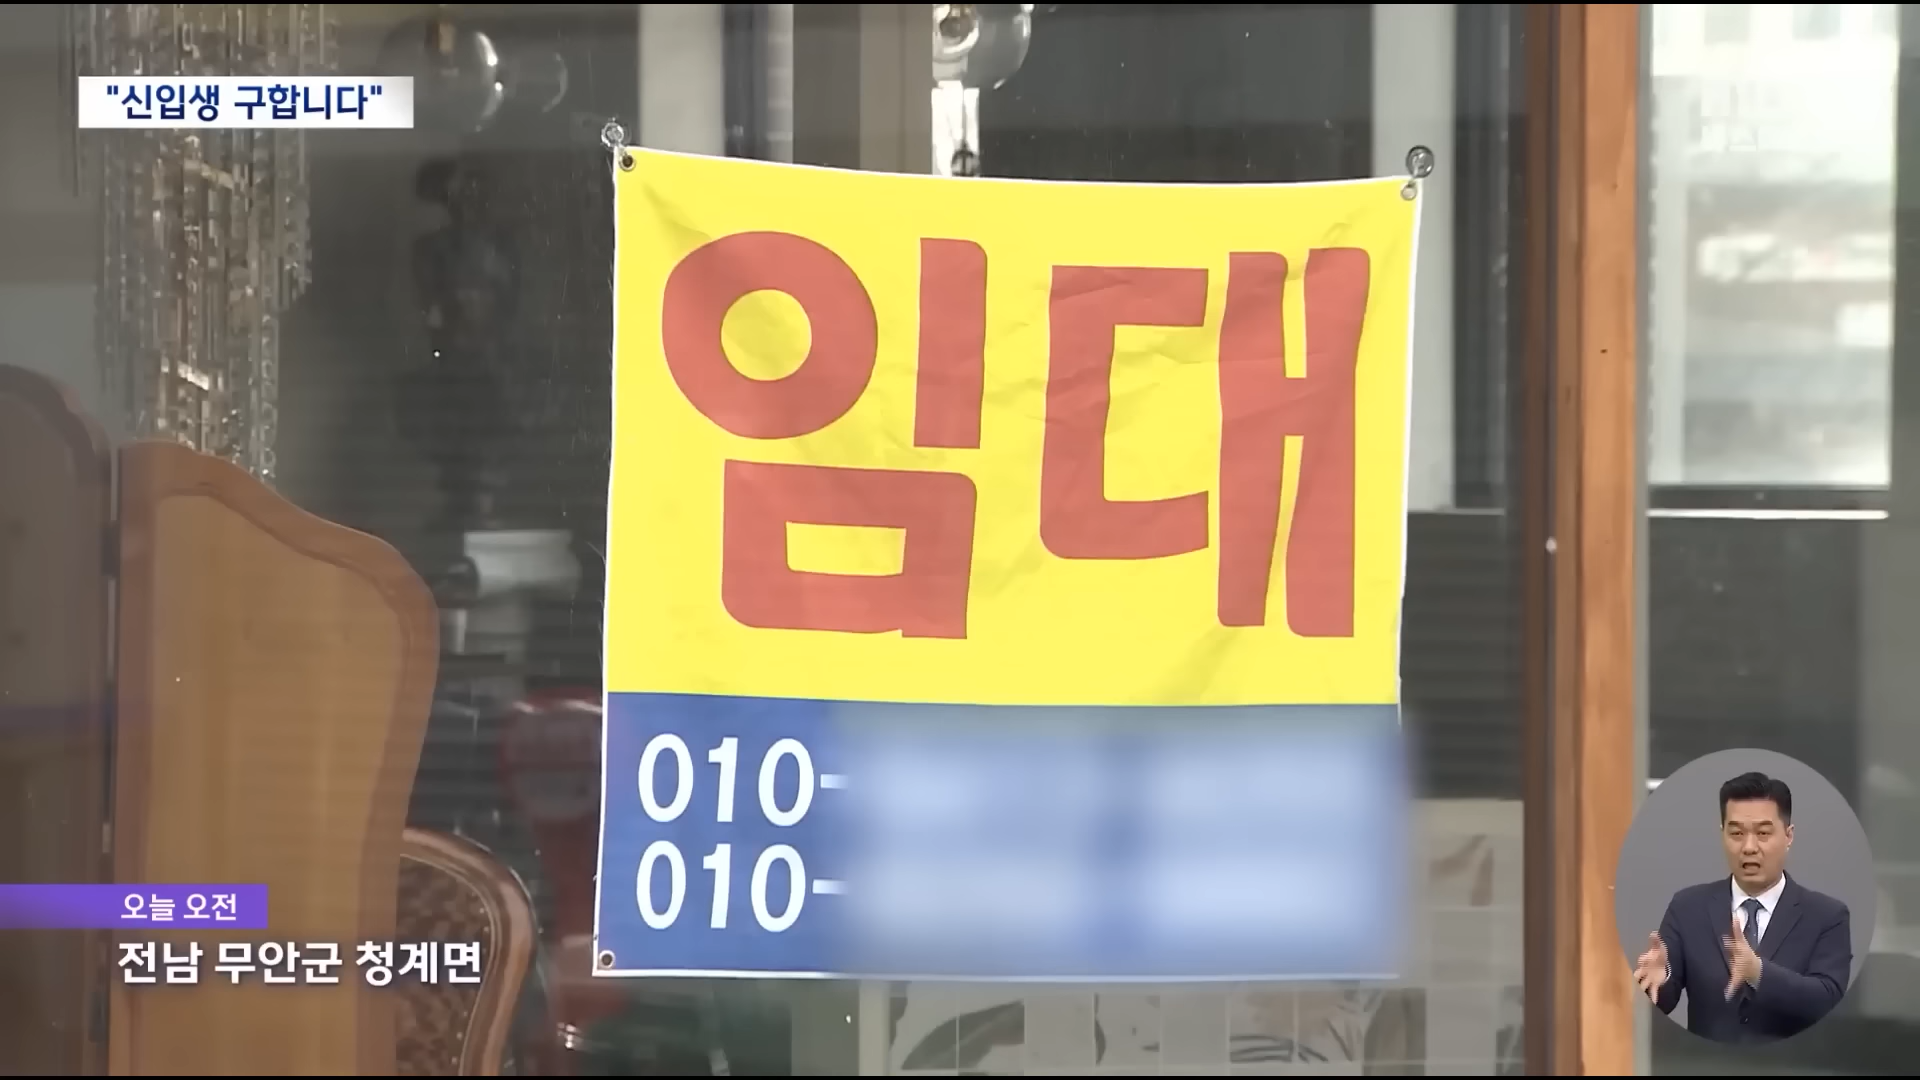 "신입생 구합니다"
임대
010-
010-
오늘 오전
전남 무안군 청계면